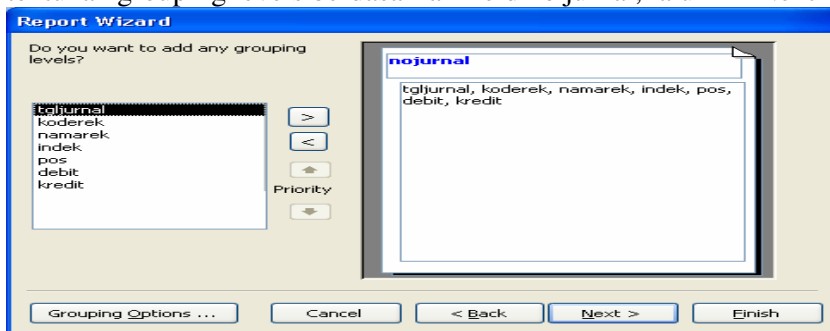 Report Wizard
Do you want to add any grouping
levels?
tgljurnal
koderek
namarek
indek
pos
debit
kredit
>
<
Priority
nojurnal
tgljurnal, koderek, namarek, indek, pos,
debit, kredit
Grouping Options ...
Cancel
< Back
Next >
Finish